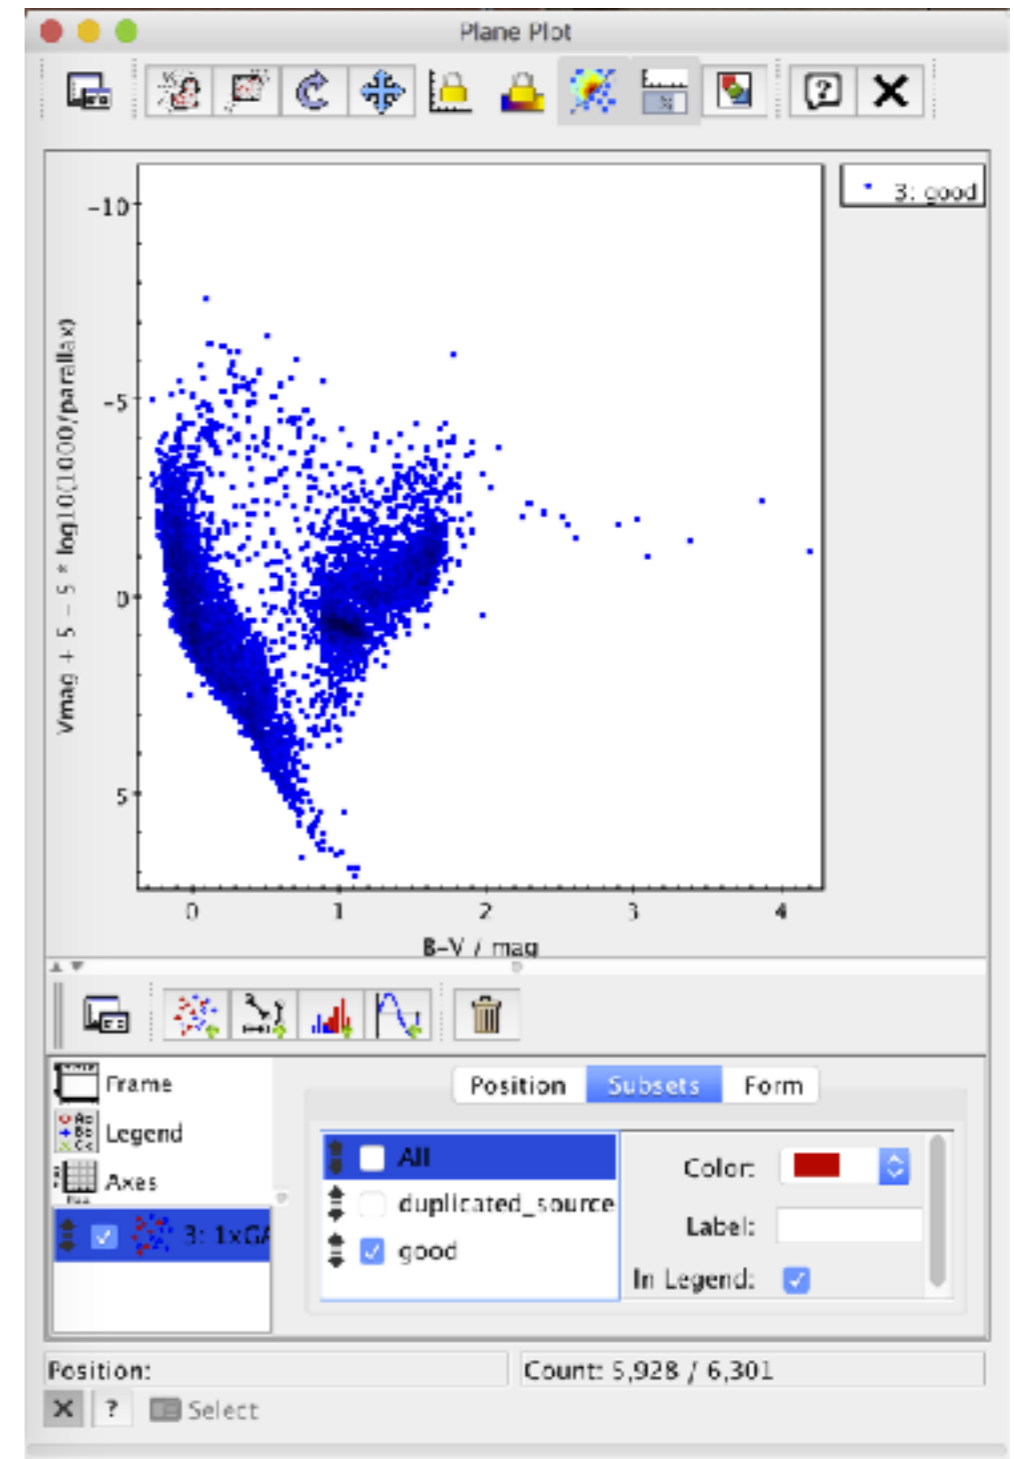 Plane Plot
3: good
-10
-5
0
5
Vmag + 5 - 5 * log10(1000/parallax)
0 1 2 3 4
B-V / mag
Frame
Legend
Axes
3: 1xGA
Position Subsets Form
All
duplicated_source
good
Color:
Label:
In Legend:
Position:
Count: 5,928 / 6,301
Select